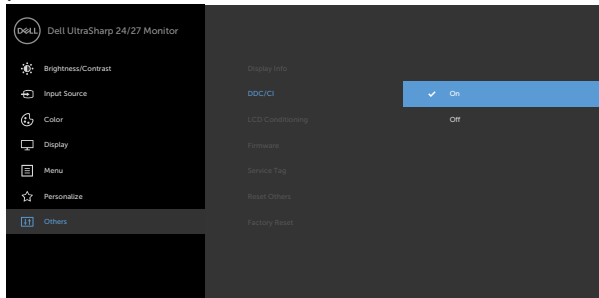 DELL
Dell UltraSharp 24/27 Monitor
Brightness/Contrast
Input Source
Color
Display
Menu
Personalize
Others
Display Info
DDC/CI
LCD Conditioning
Firmware
Service Tag
Reset Others
Factory Reset
On
Off